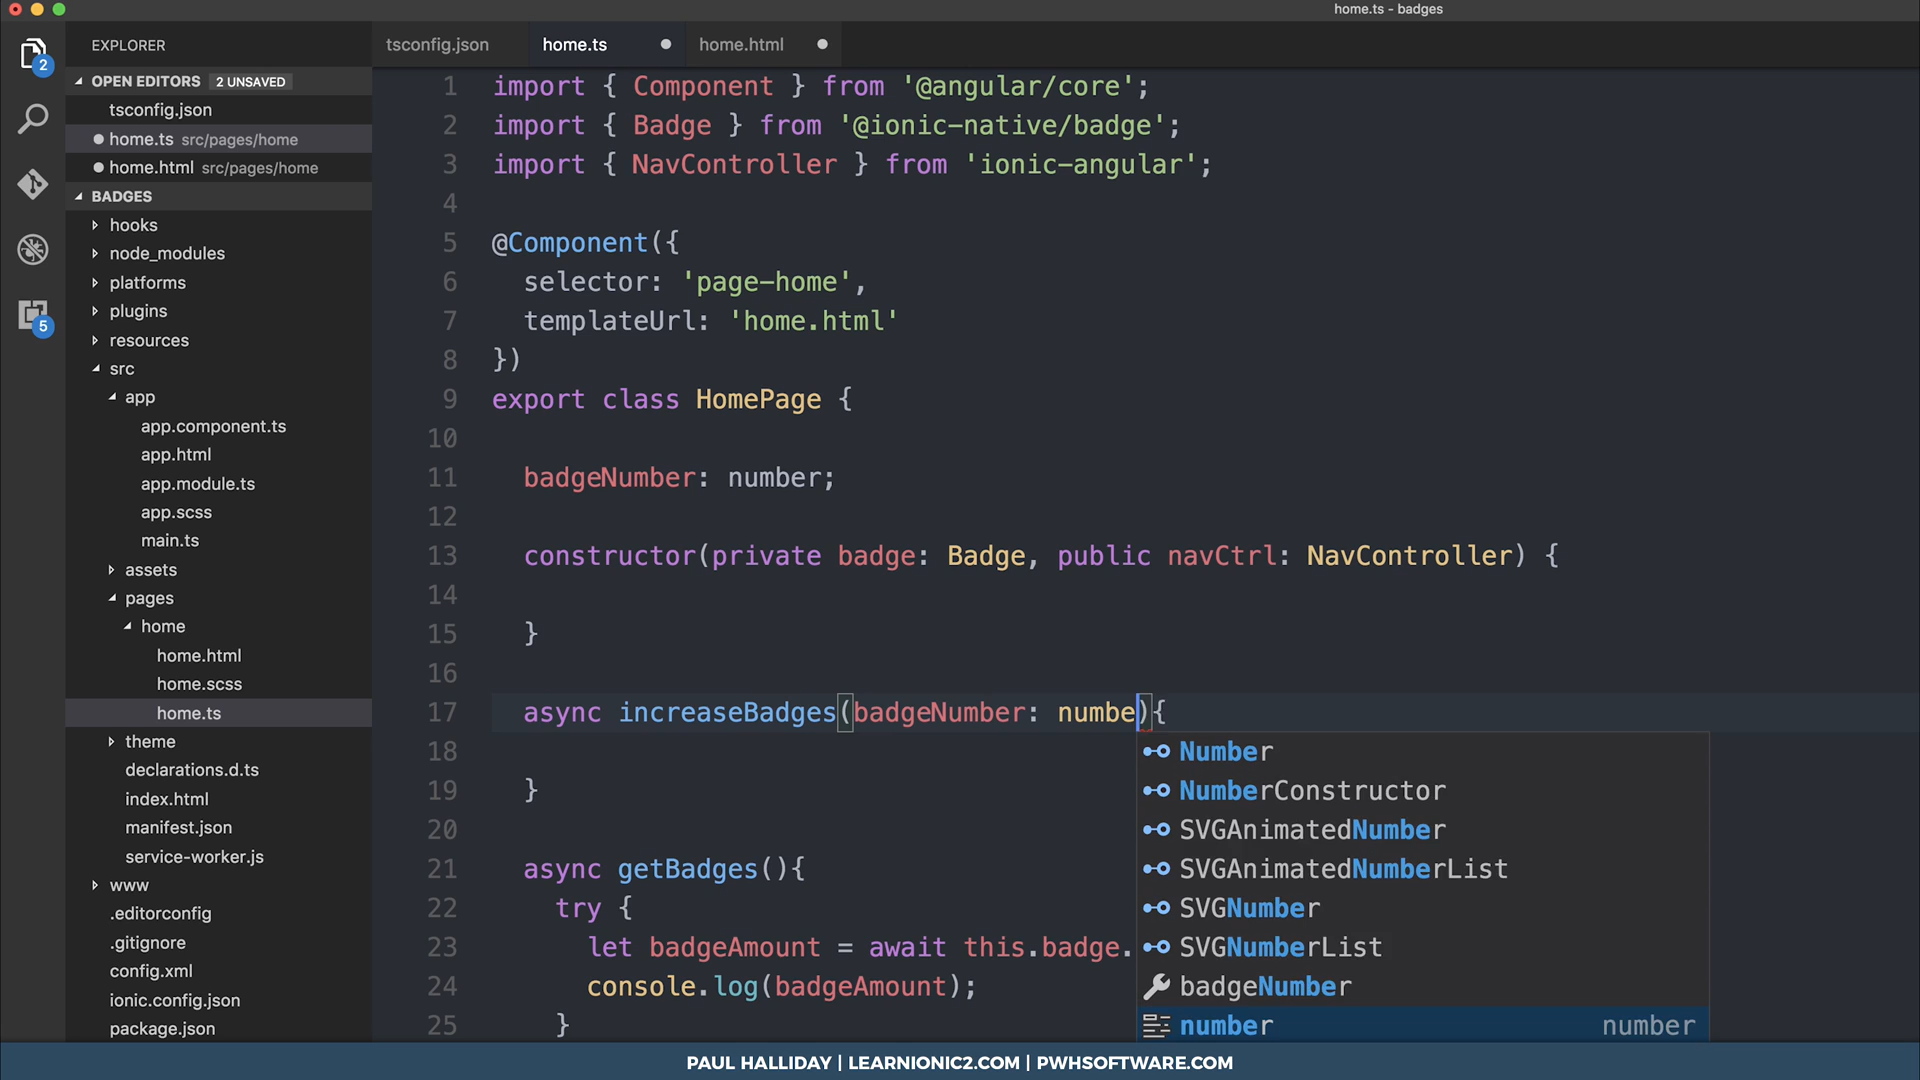 home.ts - badges
EXPLORER
OPEN EDITORS 2 UNSAVED
tsconfig.json
home.ts src/pages/home
home.html src/pages/home
BADGES
hooks
node_modules
platforms
plugins
resources
src
app
app.component.ts
app.html
app.module.ts
app.scss
main.ts
assets
pages
home
home.html
home.scss
home.ts
theme
declarations.d.ts
index.html
manifest.json
service-worker.js
www
.editorconfig
.gitignore
config.xml
ionic.config.json
package.json
2
5
tsconfig.json home.ts home.html
1 import { Component } from '@angular/core';
2 import { Badge } from '@ionic-native/badge';
3 import { NavController } from 'ionic-angular';
4
5 @Component({
6 selector: 'page-home',
7 templateUrl: 'home.html'
8 })
9 export class HomePage {
10
11 badgeNumber: number;
12
13 constructor(private badge: Badge, public navCtrl: NavController) {
14
15 }
16
17 async increaseBadges(badgeNumber: numbe){
18
19 }
20
21 async getBadges(){
22 try {
23 let badgeAmount = await this.badge.
24 console.log(badgeAmount);
25 }
Number
NumberConstructor
SVGAnimatedNumber
SVGAnimatedNumberList
SVGNumber
SVGNumberList
badgeNumber
number number
PAUL HALLIDAY | LEARNIONIC2.COM | PWHSOFTWARE.COM